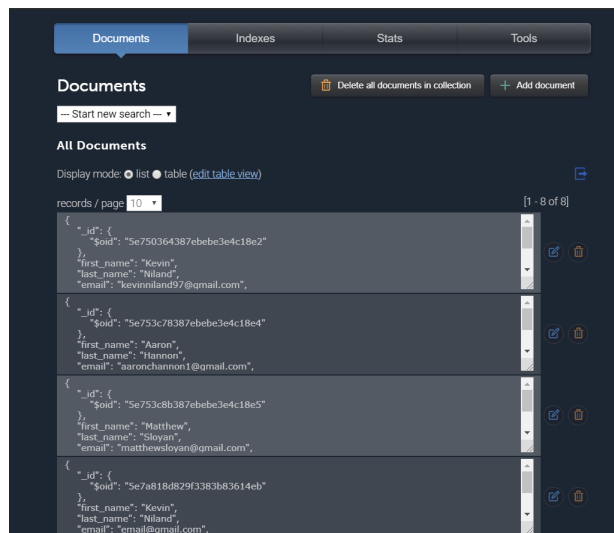 Documents Indexes Stats Tools
Documents Delete all documents in collection Add document
--- Start new search ---
All Documents
Display mode: list table (edit table view)
records / page 10 [1 - 8 of 8]
{
"_id": {
"$oid": "5e750364387ebebe3e4c18e2"
},
"first_name": "Kevin",
"last_name": "Niland",
"email": "kevinniland97@gmail.com",
{
"_id": {
"$oid": "5e753c78387ebebe3e4c18e4"
},
"first_name": "Aaron",
"last_name": "Hannon",
"email": "aaronchannon1@gmail.com",
{
"_id": {
"$oid": "5e753c8b387ebebe3e4c18e5"
},
"first_name": "Matthew",
"last_name": "Sloyan",
"email": "matthewsloyan@gmail.com",
{
"_id": {
"$oid": "5e7a818d829f3383b83614eb"
},
"first_name": "Kevin",
"last_name": "Niland",
"email": "email@gmail.com",